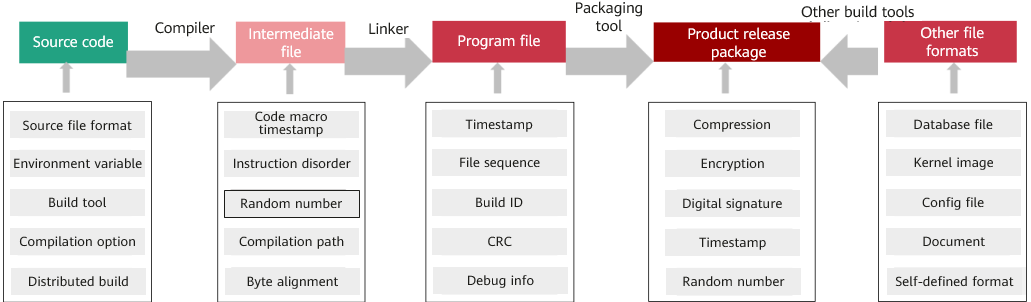 Source code
Compiler
Intermediate
file
Linker
Program file
Packaging
tool
Product release
package
Other build tools
Other file
formats
Source file format
Environment variable
Build tool
Compilation option
Distributed build
Code macro
timestamp
Instruction disorder
Random number
Compilation path
Byte alignment
Timestamp
File sequence
Build ID
CRC
Debug info
Compression
Encryption
Digital signature
Timestamp
Random number
Database file
Kernel image
Config file
Document
Self-defined format